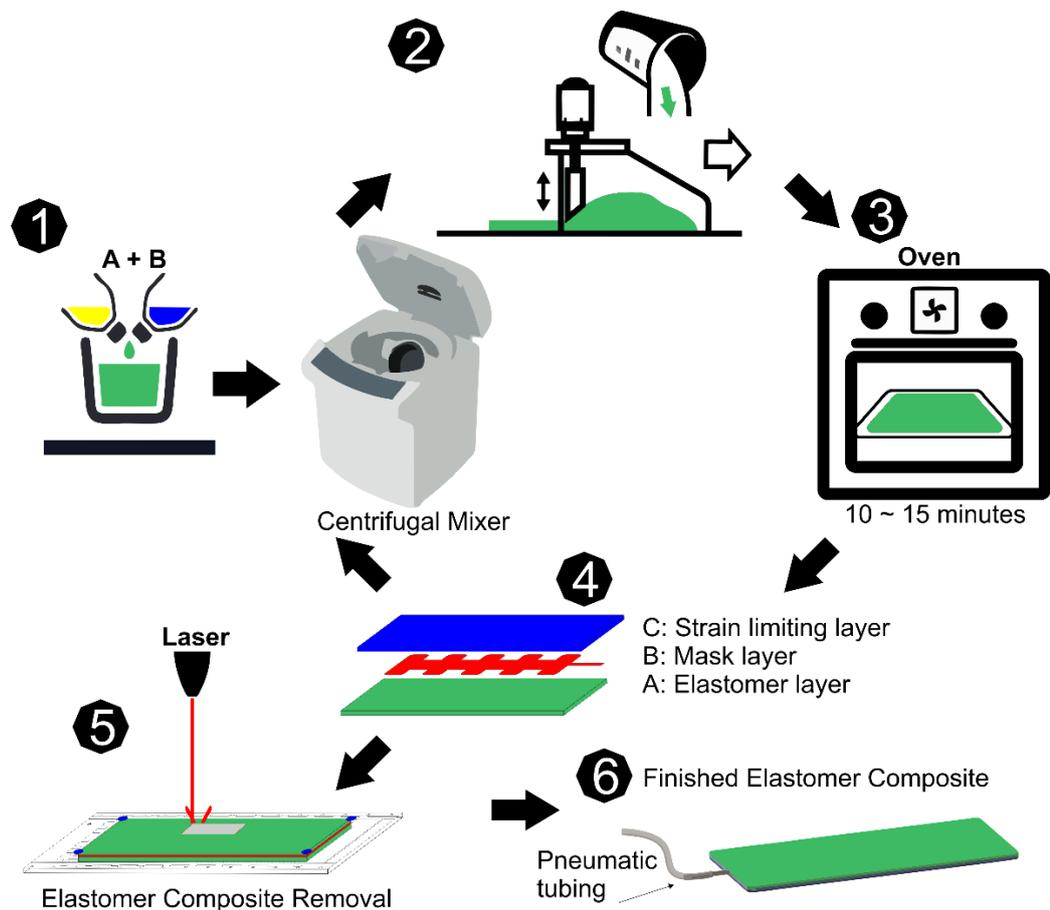 1
A + B
Centrifugal Mixer
2
3
Oven
10 ~ 15 minutes
4
C: Strain limiting layer
B: Mask layer
A: Elastomer layer
5
Laser
Elastomer Composite Removal
6
Finished Elastomer Composite
Pneumatic
tubing